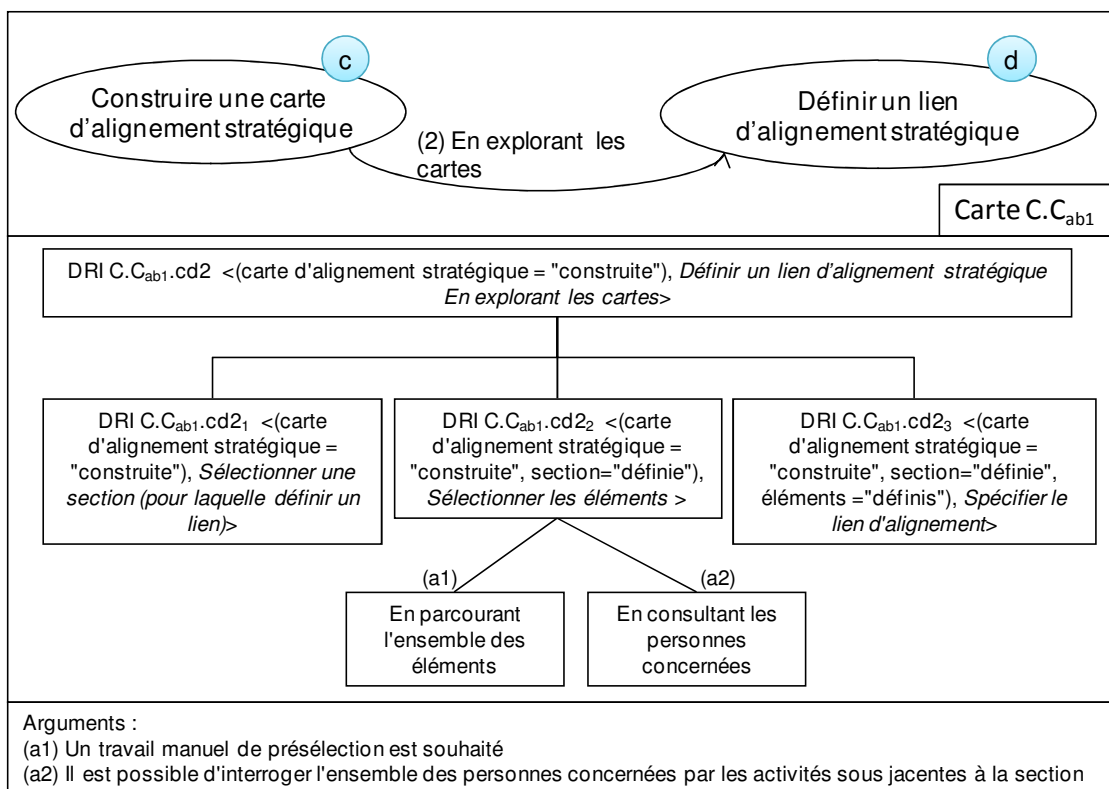 c
Construire une carte
d'alignement stratégique
d
Définir un lien
d'alignement stratégique
(2) En explorant les
cartes
Carte C.Cab1
DRI C.Cab1.cd2 <(carte d'alignement stratégique = "construite"), Définir un lien d'alignement stratégique
En explorant les cartes>
DRI C.Cab1.cd21 <(carte
d'alignement stratégique =
"construite"), Sélectionner une
section (pour laquelle définir un
lien)>
DRI C.Cab1.cd22 <(carte
d'alignement stratégique =
"construite", section="définie"),
Sélectionner les éléments >
DRI C.Cab1.cd23 <(carte
d'alignement stratégique =
"construite", section="définie",
éléments ="définis"), Spécifier le
lien d'alignement>
(a1)
(a2)
En parcourant
l'ensemble des
éléments
En consultant les
personnes
concernées
Arguments :
(a1) Un travail manuel de présélection est souhaité
(a2) Il est possible d'interroger l'ensemble des personnes concernées par les activités sous jacentes à la section